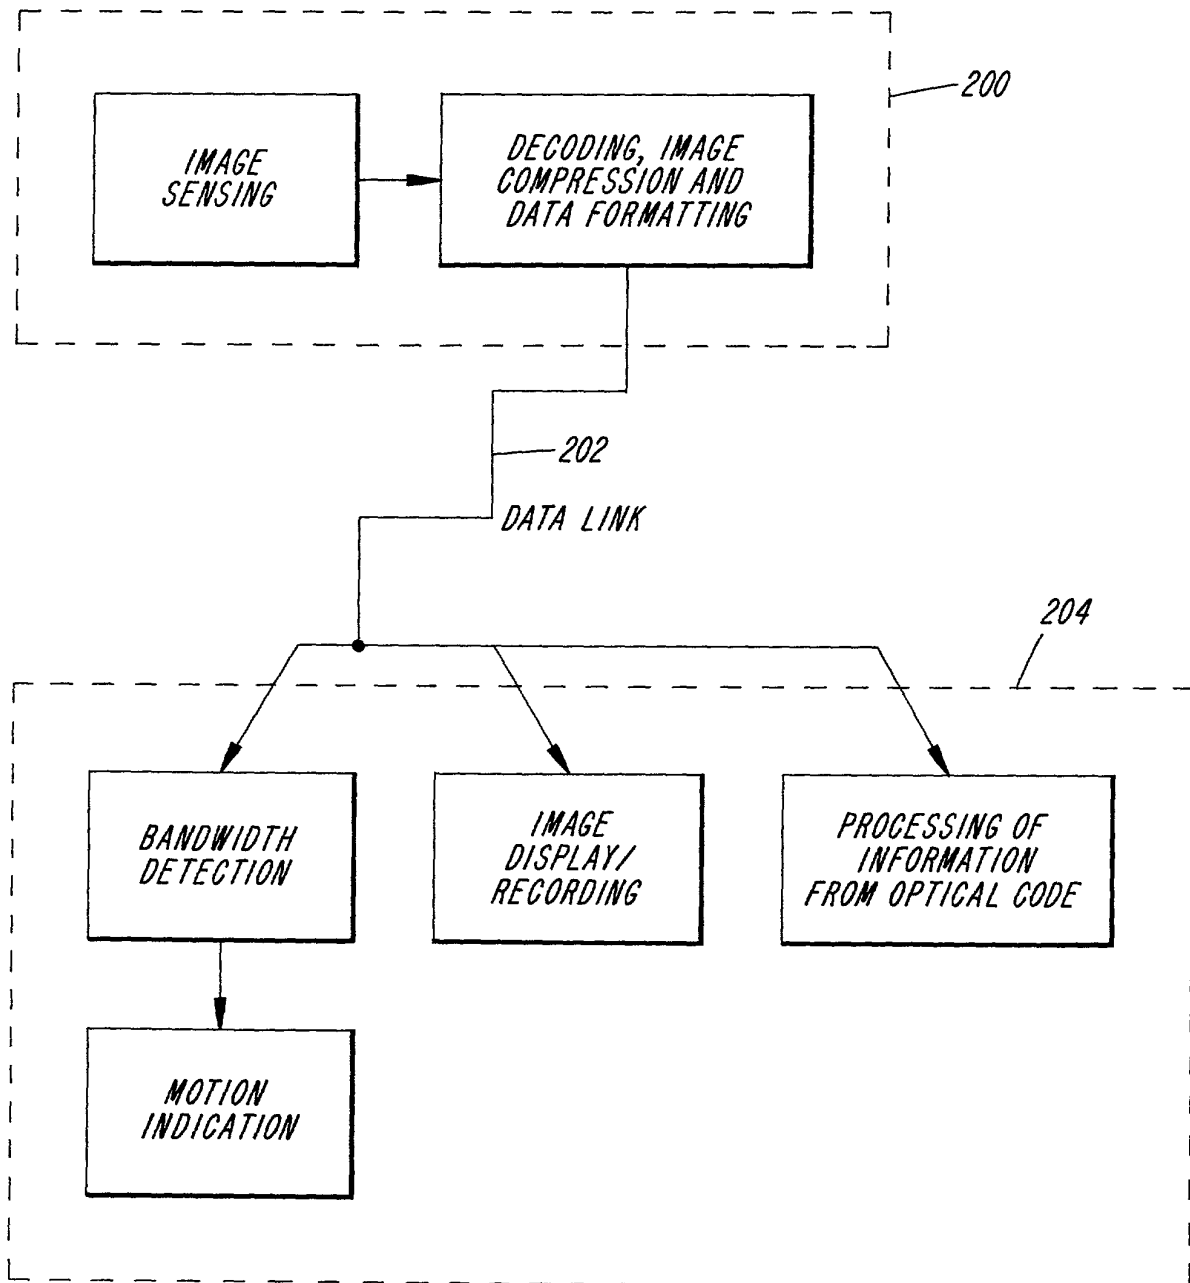 200
IMAGE
SENSING
DECODING, IMAGE
COMPRESSION AND
DATA FORMATTING
202
DATA LINK
204
BANDWIDTH
DETECTION
IMAGE
DISPLAY/
RECORDING
PROCESSING OF
INFORMATION
FROM OPTICAL CODE
MOTION
INDICATION